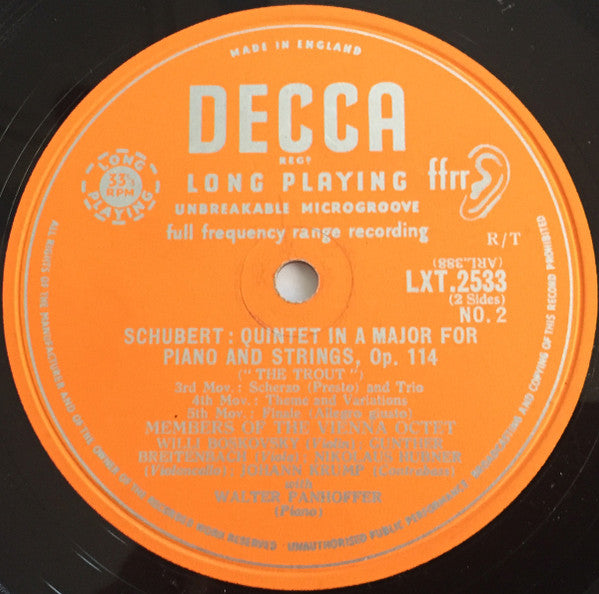 MADE IN ENGLAND
DECCA
REGD
LONG PLAYING
UNBREAKABLE MICROGROOVE
full frequency range recording
ffrr
LONG
33⅓
RPM
PLAYING
R/T
(ARL.388)
LXT.2533
(2 Sides)
NO. 2
SCHUBERT: QUINTET IN A MAJOR FOR
PIANO AND STRINGS, Op. 114
("THE TROUT")
3rd Mov.: Scherzo (Presto) and Trio
4th Mov.: Theme and Variations
5th Mov.: Finale (Allegro giusto)
MEMBERS OF THE VIENNA OCTET
WILLI BOSKOVSKY (Violin); GUNTHER
BREITENBACH (Viola); NIKOLAUS HUBNER
(Violoncello); JOHANN KRUMP (Contrabass)
with
WALTER PANHOFFER
(Piano)
ALL RIGHTS OF THE MANUFACTURER AND OF THE OWNER OF THE RECORDED WORK RESERVED · UNAUTHORISED PUBLIC PERFORMANCE, BROADCASTING AND COPYING OF THIS RECORD PROHIBITED